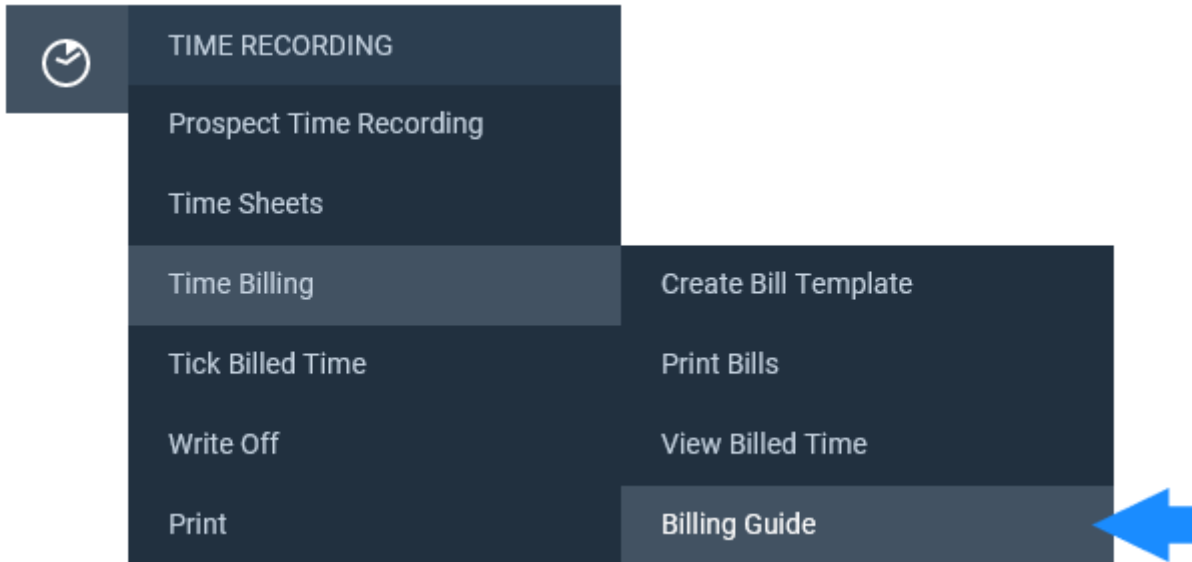 TIME RECORDING
Prospect Time Recording
Time Sheets
Time Billing
Tick Billed Time
Write Off
Print
Create Bill Template
Print Bills
View Billed Time
Billing Guide